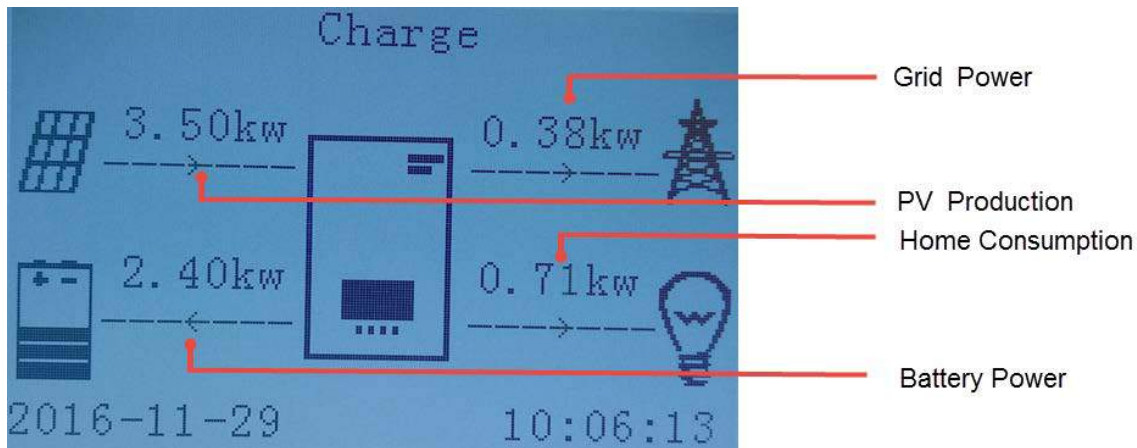 Charge
Grid Power
3.50kw
0.38kw
PV Production
Home Consumption
2.40kw
0.71kw
Battery Power
2016-11-29
10:06:13